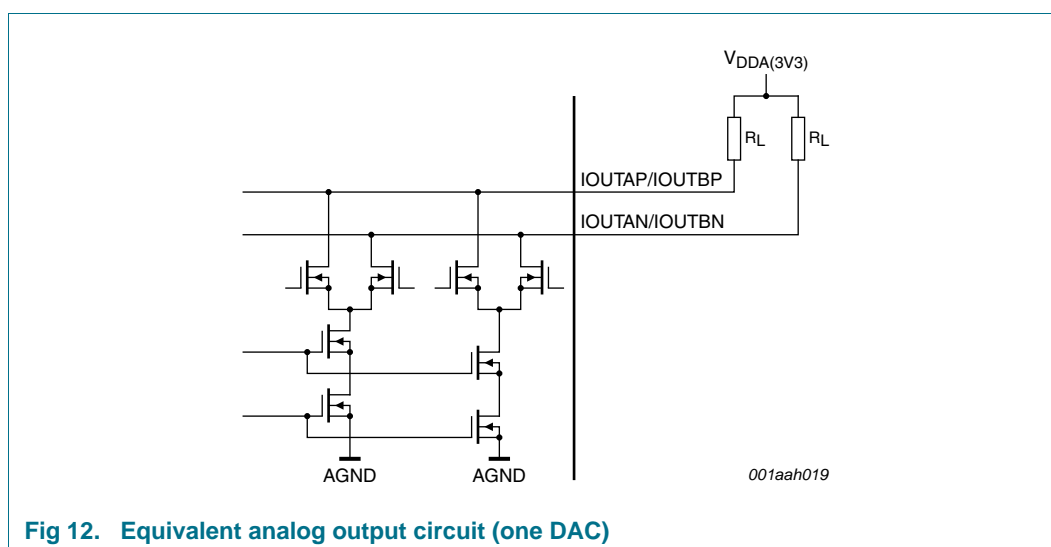 VDDA(3V3)
RL RL
IOUTAP/IOUTBP
IOUTAN/IOUTBN
AGND AGND
001aah019
Fig 12. Equivalent analog output circuit (one DAC)